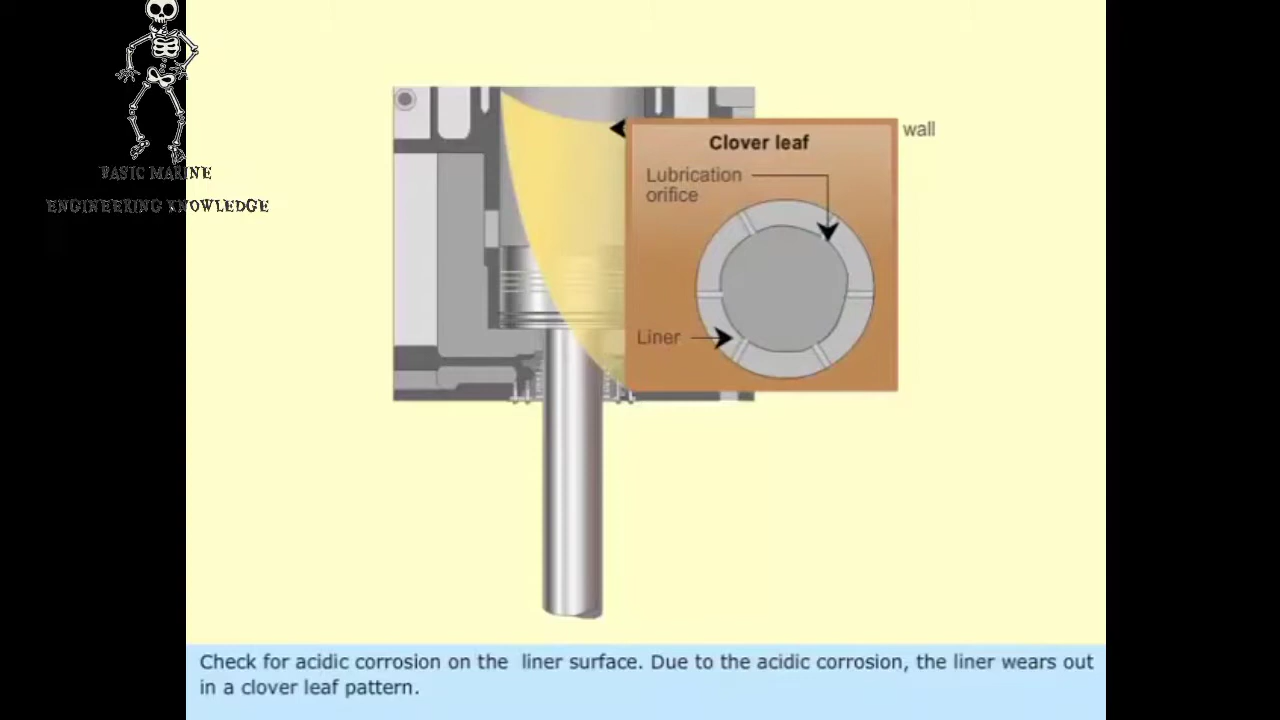 BASIC MARINE
ENGINEERING KNOWLEDGE
wall
Clover leaf
Lubrication
orifice
Liner
Check for acidic corrosion on the liner surface. Due to the acidic corrosion, the liner wears out
in a clover leaf pattern.